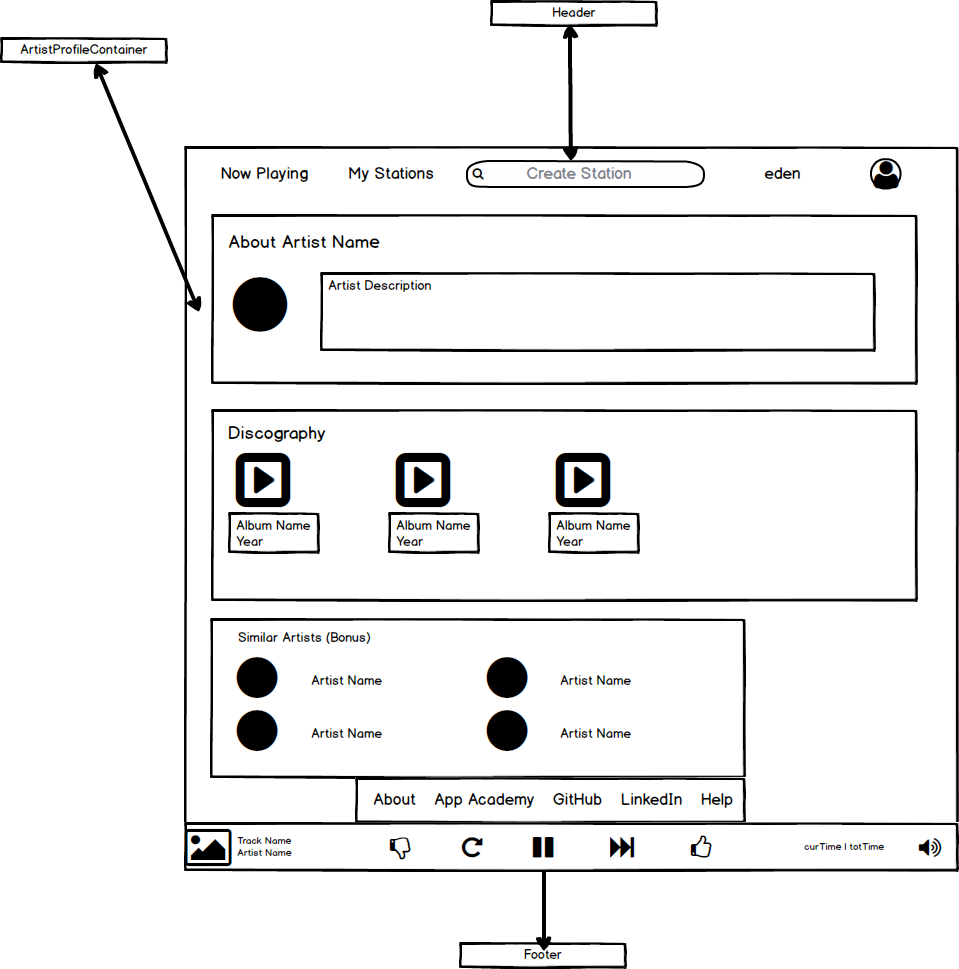 Header
ArtistProfileContainer
Now Playing My Stations Create Station eden
About Artist Name
Artist Description
Discography
Album Name Album Name Album Name
Year Year Year
Similar Artists (Bonus)
Artist Name Artist Name
Artist Name Artist Name
About App Academy GitHub LinkedIn Help
Track Name
Artist Name
curTime | totTime
Footer